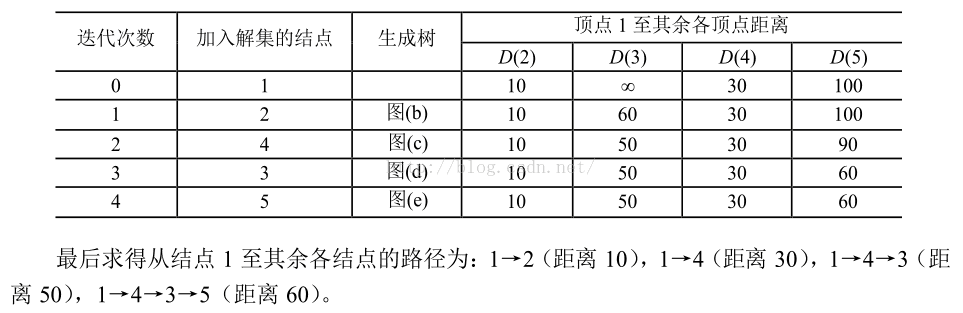 迭代次数 加入解集的结点 生成树 顶点 1 至其余各顶点距离
D(2) D(3) D(4) D(5)
0 1 10 ∞ 30 100
1 2 图(b) 10 60 30 100
2 4 图(c) 10 50 30 90
3 3 图(d) 10 50 30 60
4 5 图(e) 10 50 30 60
http://blog.csdn.net/
最后求得从结点 1 至其余各结点的路径为：1→2（距离 10），1→4（距离 30），1→4→3（距
离 50），1→4→3→5（距离 60）。